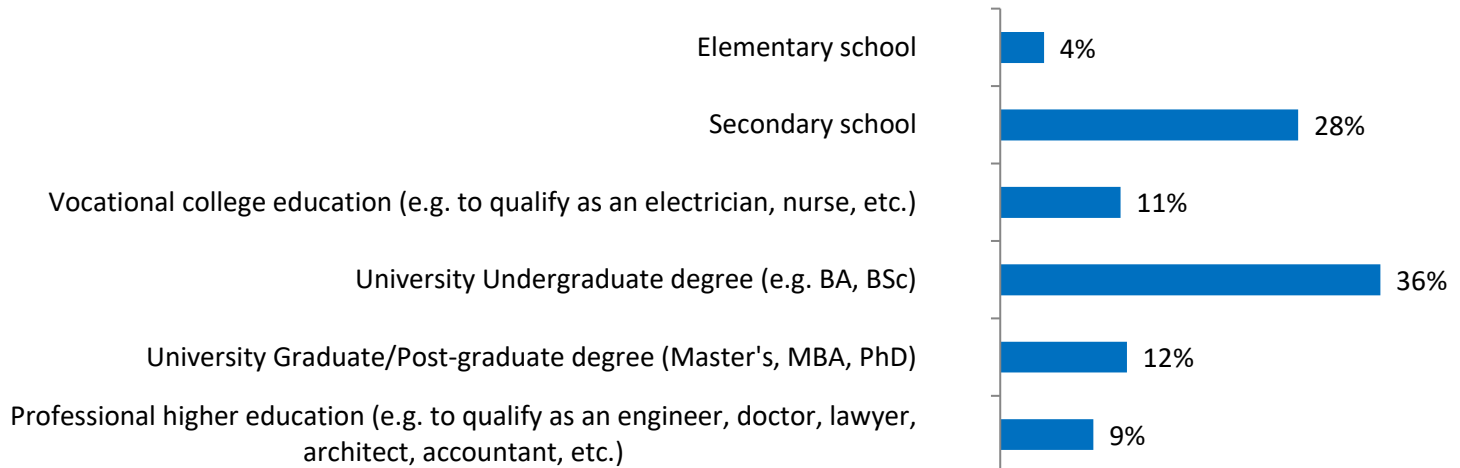 Elementary school 4%
Secondary school 28%
Vocational college education (e.g. to qualify as an electrician, nurse, etc.) 11%
University Undergraduate degree (e.g. BA, BSc) 36%
University Graduate/Post-graduate degree (Master's, MBA, PhD) 12%
Professional higher education (e.g. to qualify as an engineer, doctor, lawyer,
architect, accountant, etc.) 9%